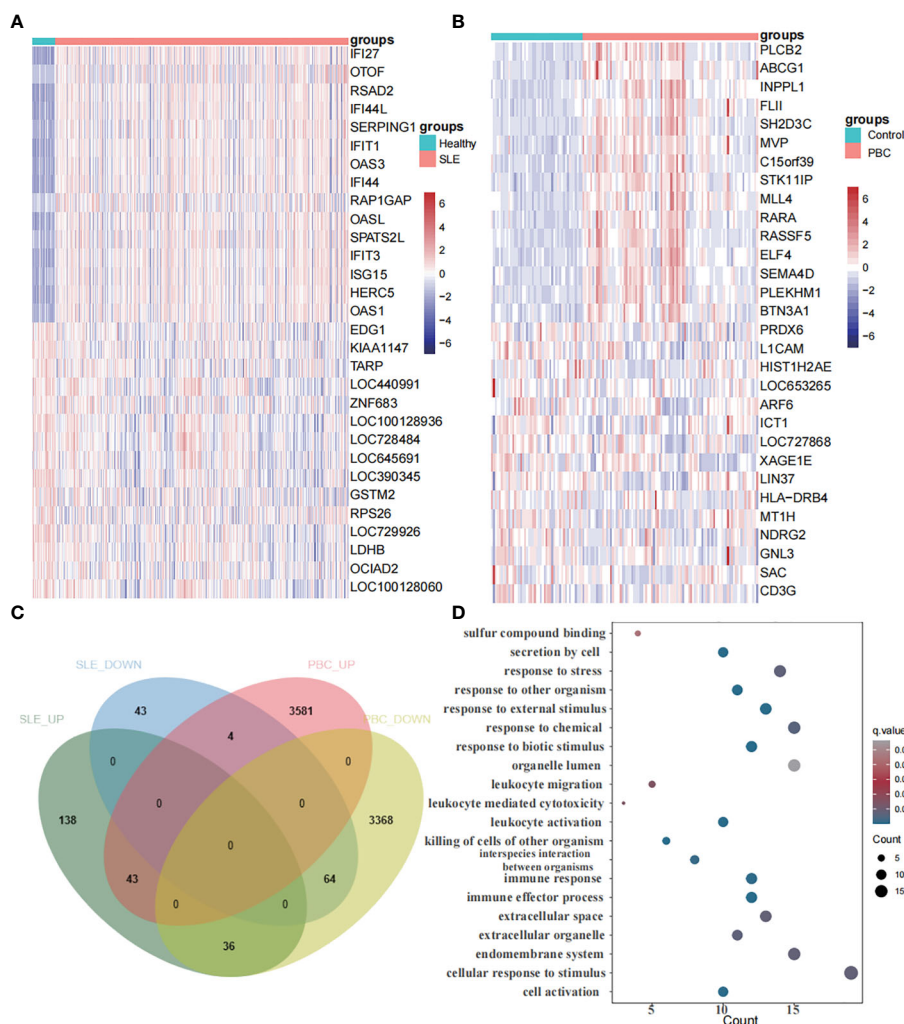 A
groups
IFI27
OTOF
RSAD2
IFI44L
SERPING1
IFIT1
OAS3
IFI44
RAP1GAP
OASL
SPATS2L
IFIT3
ISG15
HERC5
OAS1
EDG1
KIAA1147
TARP
LOC440991
ZNF683
LOC100128936
LOC728484
LOC645691
LOC390345
GSTM2
RPS26
LOC729926
LDHB
OCIAD2
LOC100128060
groups
Healthy
SLE
6
4
2
0
−2
−4
−6
B
groups
PLCB2
ABCG1
INPPL1
FLII
SH2D3C
MVP
C15orf39
STK11IP
MLL4
RARA
RASSF5
ELF4
SEMA4D
PLEKHM1
BTN3A1
PRDX6
L1CAM
HIST1H2AE
LOC653265
ARF6
ICT1
LOC727868
XAGE1E
LIN37
HLA−DRB4
MT1H
NDRG2
GNL3
SAC
CD3G
groups
Control
PBC
6
4
2
0
−2
−4
−6
C
SLE_DOWN
PBC_UP
SLE_UP
PBC_DOWN
43
3581
4
0
0
138
0
0
3368
0
43
64
0
0
36
D
sulfur compound binding
secretion by cell
response to stress
response to other organism
response to external stimulus
response to chemical
response to biotic stimulus
organelle lumen
leukocyte migration
leukocyte mediated cytotoxicity
leukocyte activation
killing of cells of other organism
interspecies interaction
between organisms
immune response
immune effector process
extracellular space
extracellular organelle
endomembrane system
cellular response to stimulus
cell activation
5
10
15
Count
q.value
0.0
0.0
0.0
0.0
Count
5
10
15